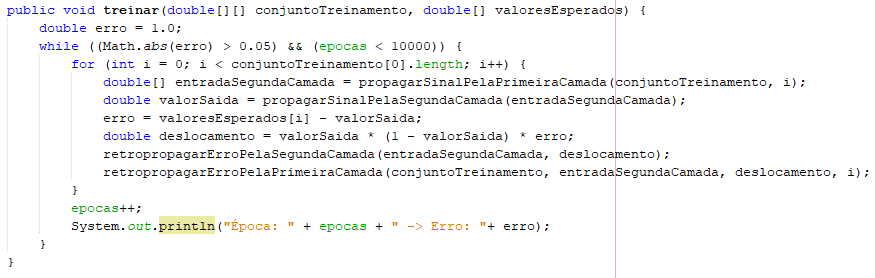 public void treinar(double[][] conjuntoTreinamento, double[] valoresEsperados) {
double erro = 1.0;
while ((Math.abs(erro) > 0.05) && (epocas < 10000)) {
for (int i = 0; i < conjuntoTreinamento[0].length; i++) {
double[] entradaSegundaCamada = propagarSinalPelaPrimeiraCamada(conjuntoTreinamento, i);
double valorSaida = propagarSinalPelaSegundaCamada(entradaSegundaCamada);
erro = valoresEsperados[i] - valorSaida;
double deslocamento = valorSaida * (1 - valorSaida) * erro;
retropropagarErroPelaSegundaCamada(entradaSegundaCamada, deslocamento);
retropropagarErroPelaPrimeiraCamada(conjuntoTreinamento, entradaSegundaCamada, deslocamento, i);
}
epocas++;
System.out.println("Época: " + epocas + " -> Erro: "+ erro);
}
}